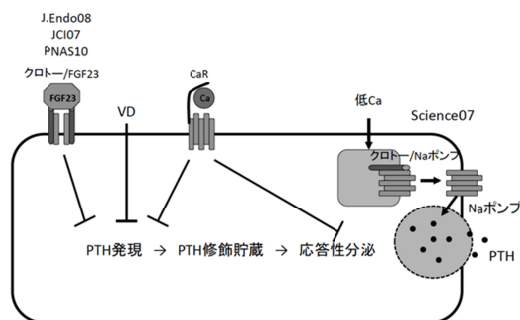 J.Endo08
JCI07
PNAS10
クロトー/FGF23
FGF23
VD
CaR
Ca
低Ca
Science07
クロトー/Naポンプ
Naポンプ
PTH発現 → PTH修飾貯蔵 → 応答性分泌
PTH